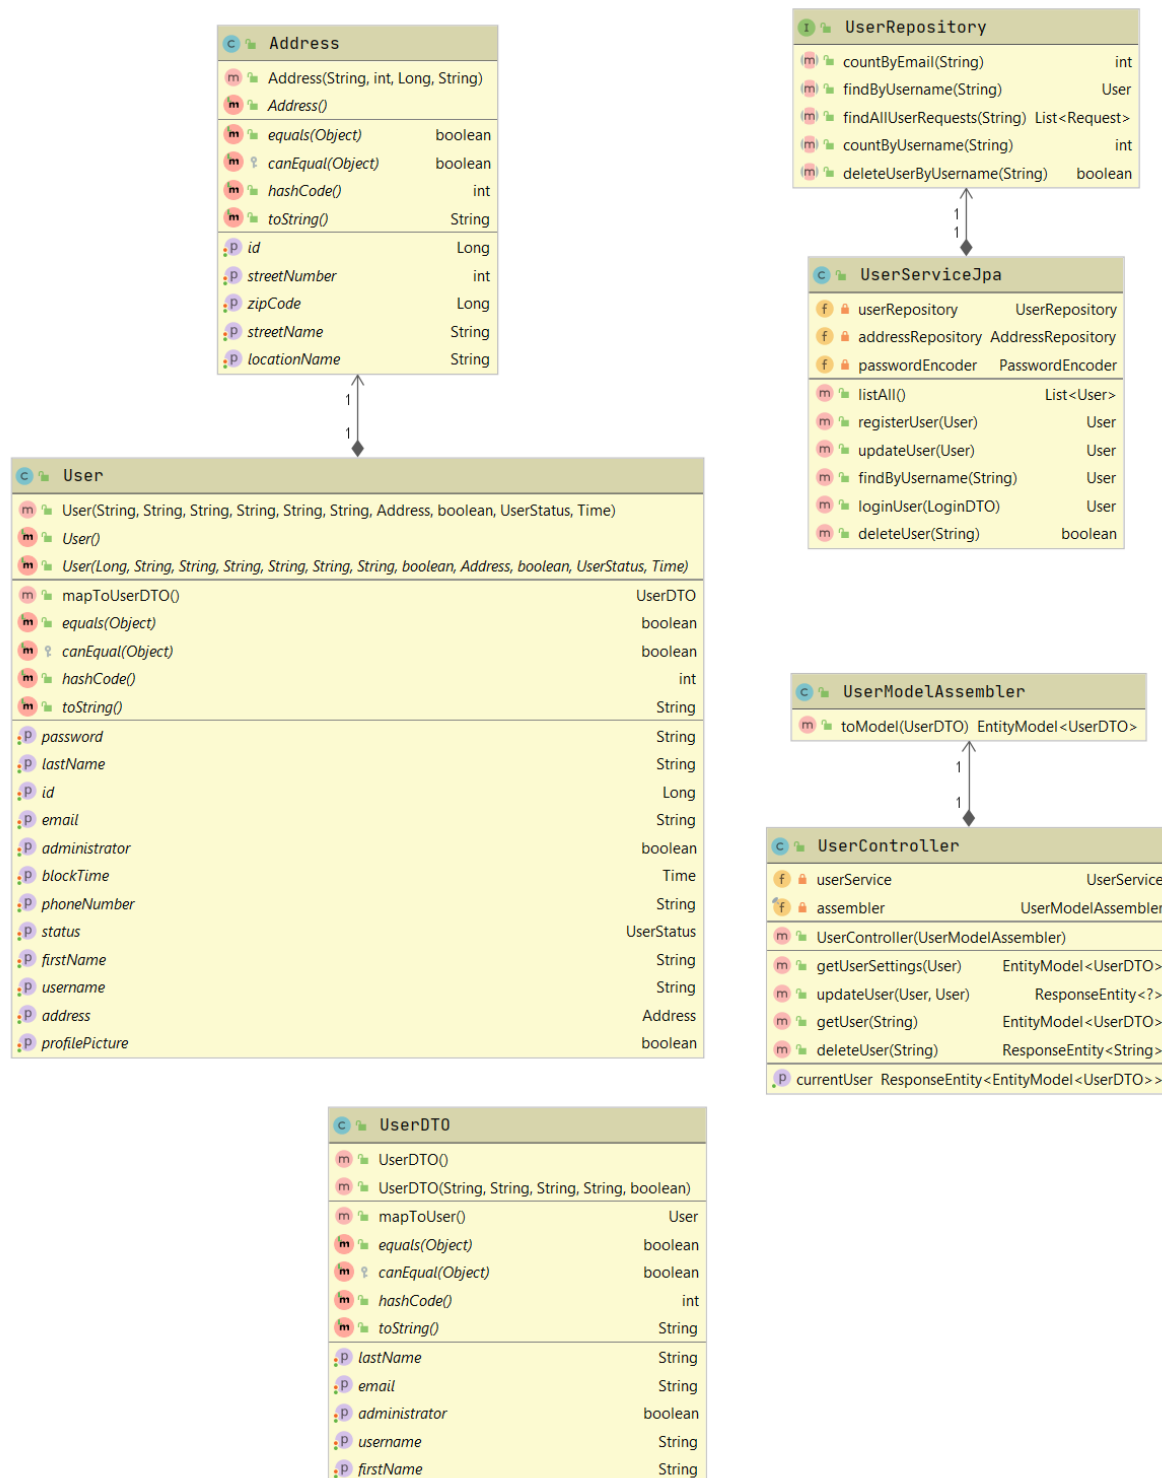 Address
Address(String, int, Long, String)
Address()
equals(Object) boolean
canEqual(Object) boolean
hashCode() int
toString() String
id Long
streetNumber int
zipCode Long
streetName String
locationName String
1
1
User
User(String, String, String, String, String, String, Address, boolean, UserStatus, Time)
User()
User(Long, String, String, String, String, String, String, boolean, Address, boolean, UserStatus, Time)
mapToUserDTO() UserDTO
equals(Object) boolean
canEqual(Object) boolean
hashCode() int
toString() String
password String
lastName String
id Long
email String
administrator boolean
blockTime Time
phoneNumber String
status UserStatus
firstName String
username String
address Address
profilePicture boolean
UserRepository
countByEmail(String) int
findByUsername(String) User
findAllUserRequests(String) List<Request>
countByUsername(String) int
deleteUserByUsername(String) boolean
1
1
UserServiceJpa
userRepository UserRepository
addressRepository AddressRepository
passwordEncoder PasswordEncoder
listAll() List<User>
registerUser(User) User
updateUser(User) User
findByUsername(String) User
loginUser(LoginDTO) User
deleteUser(String) boolean
UserModelAssembler
toModel(UserDTO) EntityModel<UserDTO>
1
1
UserController
userService UserService
assembler UserModelAssembler
UserController(UserModelAssembler)
getUserSettings(User) EntityModel<UserDTO>
updateUser(User, User) ResponseEntity<?>
getUser(String) EntityModel<UserDTO>
deleteUser(String) ResponseEntity<String>
currentUser ResponseEntity<EntityModel<UserDTO>>
UserDTO
UserDTO()
UserDTO(String, String, String, String, boolean)
mapToUser() User
equals(Object) boolean
canEqual(Object) boolean
hashCode() int
toString() String
lastName String
email String
administrator boolean
username String
firstName String